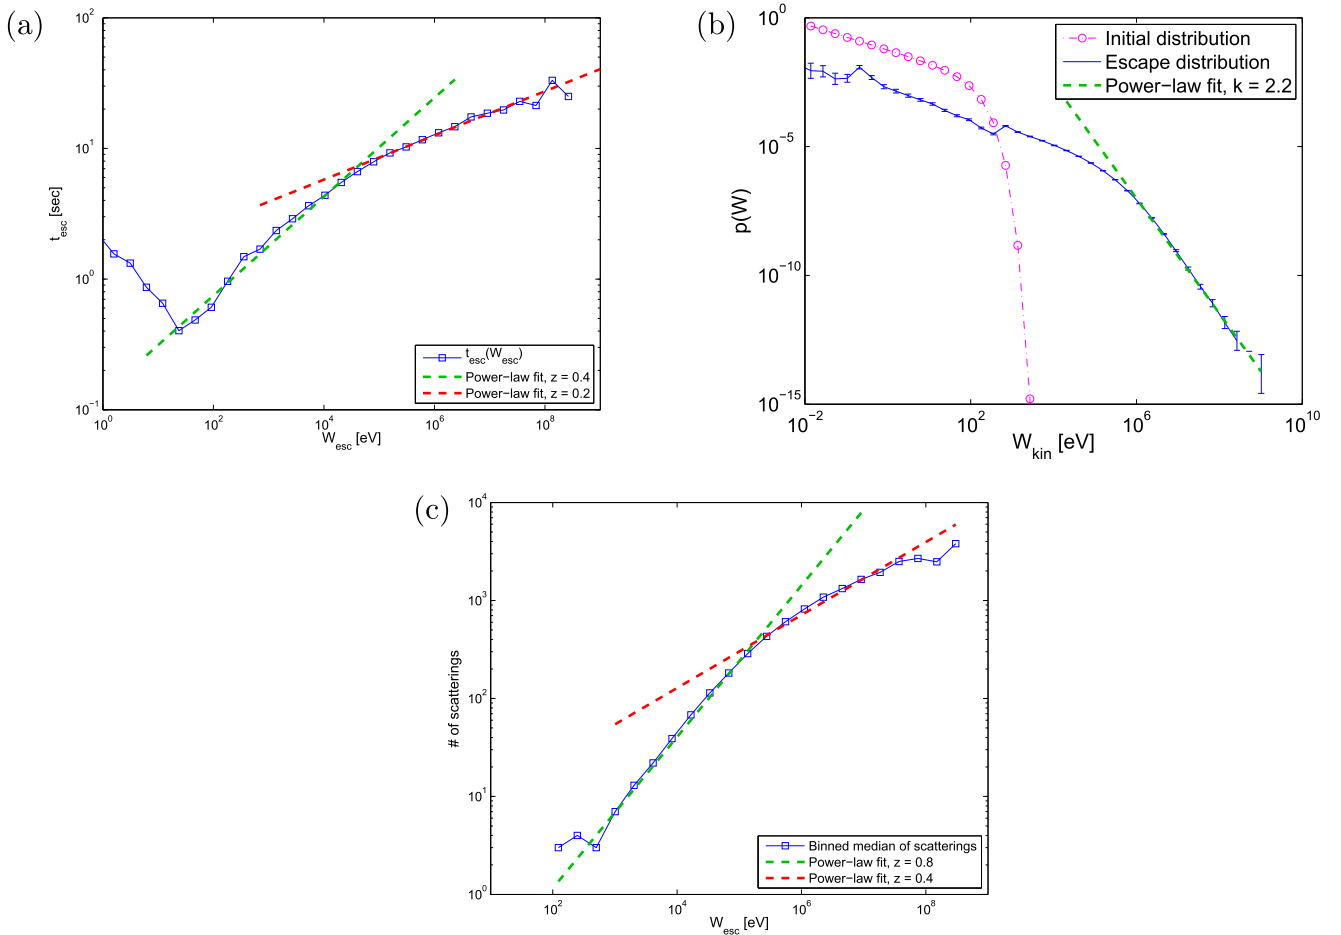 (a)
10^2
10^1
10^0
10^−1
t_esc [sec]
10^0 10^2 10^4 10^6 10^8
W_esc [eV]
t_esc(W_esc)
Power−law fit, z = 0.4
Power−law fit, z = 0.2
(b)
10^0
10^−5
10^−10
10^−15
p(W)
10^−2 10^2 10^6 10^10
W_kin [eV]
Initial distribution
Escape distribution
Power−law fit, k = 2.2
(c)
10^4
10^3
10^2
10^1
10^0
# of scatterings
10^2 10^4 10^6 10^8
W_esc [eV]
Binned median of scatterings
Power−law fit, z = 0.8
Power−law fit, z = 0.4